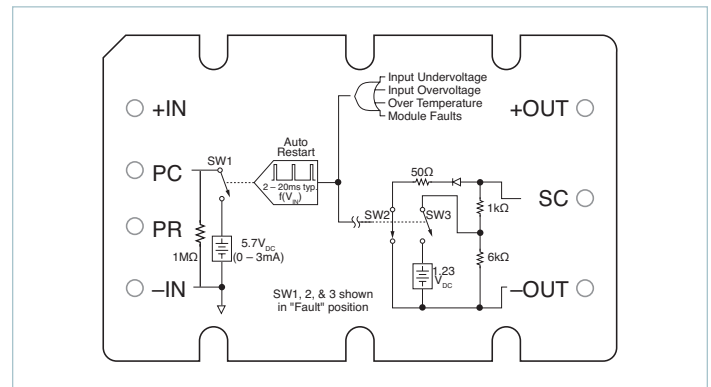 Input Undervoltage
Input Overvoltage
Over Temperature
Module Faults
+IN
+OUT
Auto
Restart
SW1
PC
2 – 20ms typ.
f(VIN)
50Ω
SC
1kΩ
SW2
SW3
PR
1MΩ
5.7VDC
(0 – 3mA)
6kΩ
1.23
VDC
–IN
SW1, 2, & 3 shown
in "Fault" position
–OUT